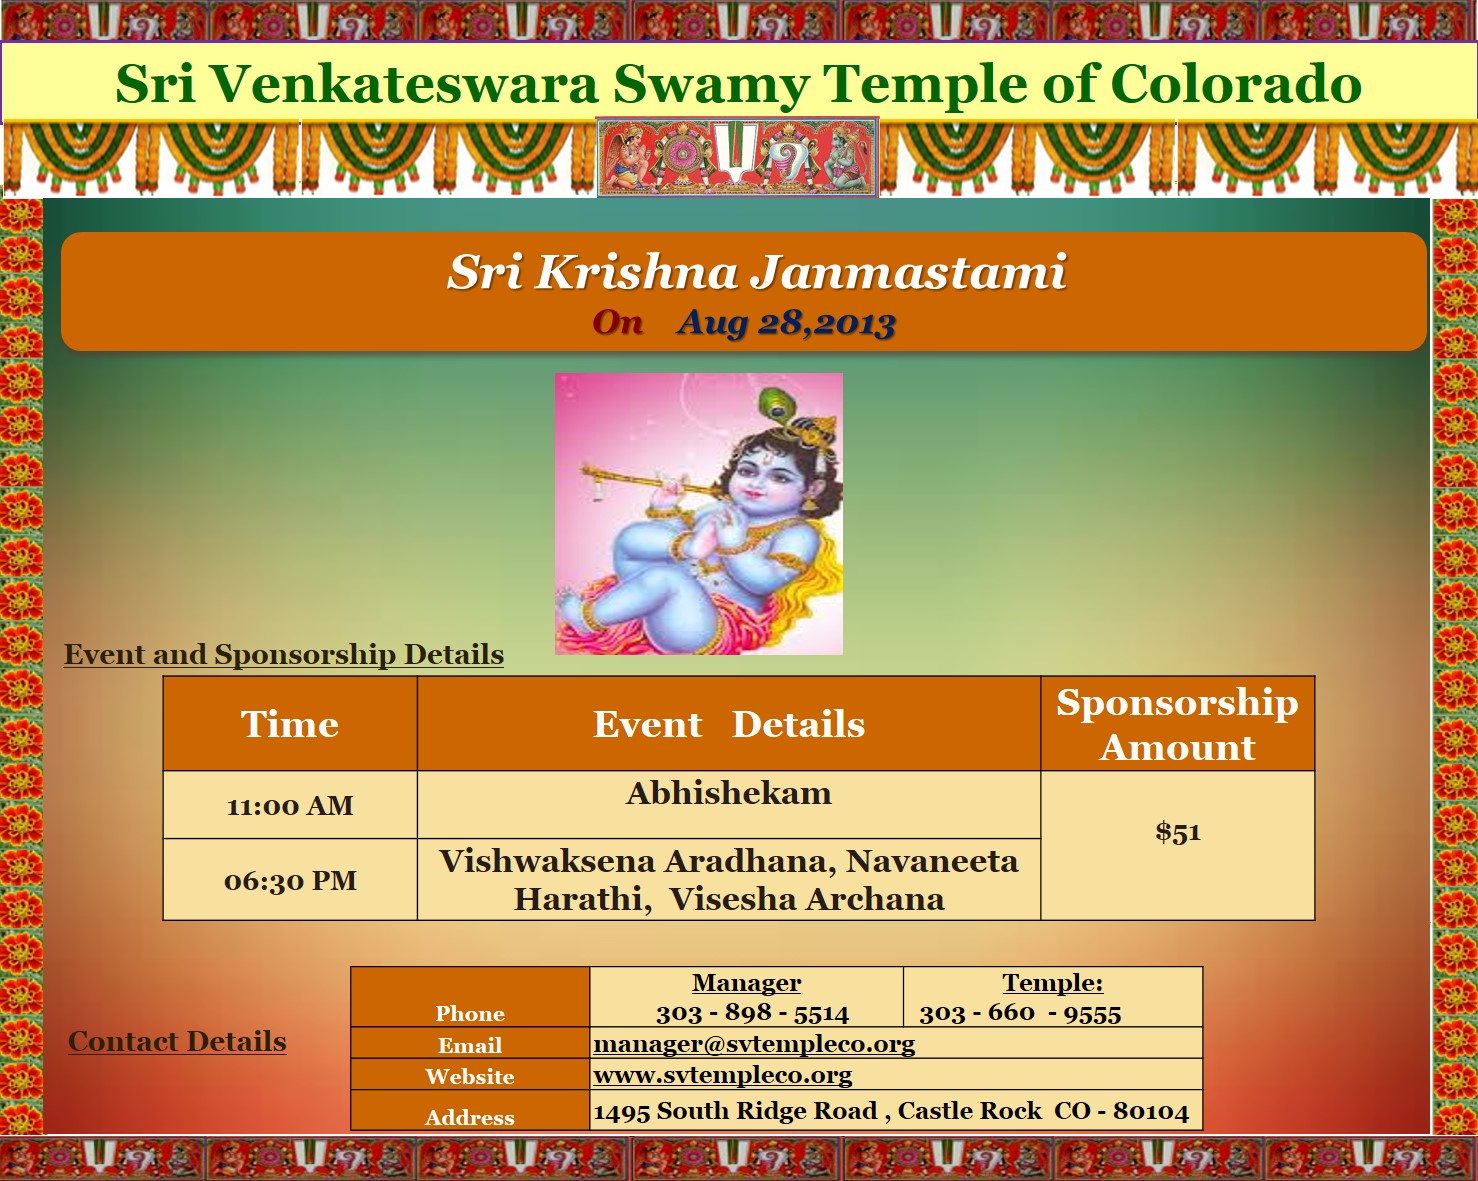 Sri Venkateswara Swamy Temple of Colorado
Sri Krishna Janmastami
On Aug 28,2013
Event and Sponsorship Details
Time Event Details Sponsorship Amount
11:00 AM Abhishekam $51
06:30 PM Vishwaksena Aradhana, Navaneeta
Harathi, Visesha Archana
Contact Details
Manager Temple:
Phone 303 - 898 - 5514 303 - 660 - 9555
Email manager@svtempleco.org
Website www.svtempleco.org
Address 1495 South Ridge Road , Castle Rock CO - 80104